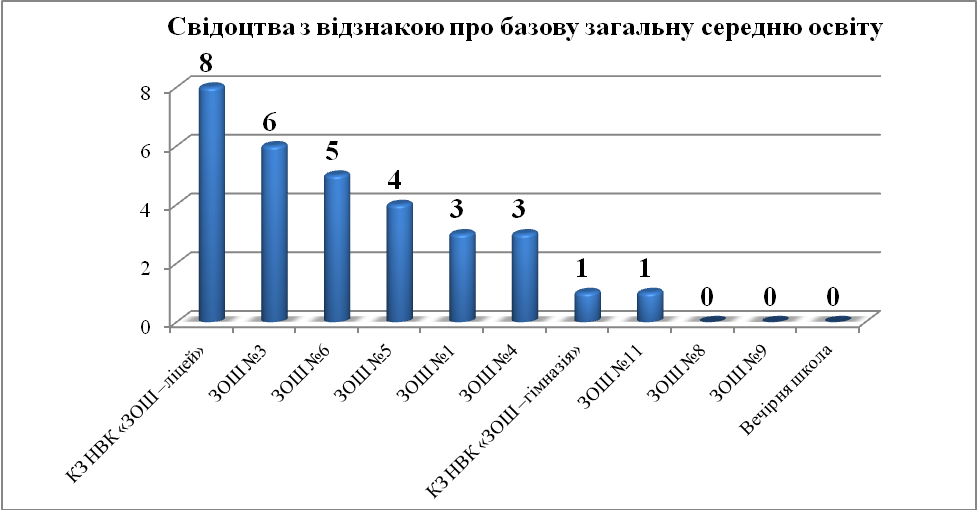 Свідоцтва з відзнакою про базову загальну середню освіту
8
6
5
4
3
3
1
1
0
0
0
8
6
4
2
0
КЗ НВК «ЗОШ –ліцей»
ЗОШ №3
ЗОШ №6
ЗОШ №5
ЗОШ №1
ЗОШ №4
КЗ НВК «ЗОШ –гімназія»
ЗОШ №11
ЗОШ №8
ЗОШ №9
Вечірня школа